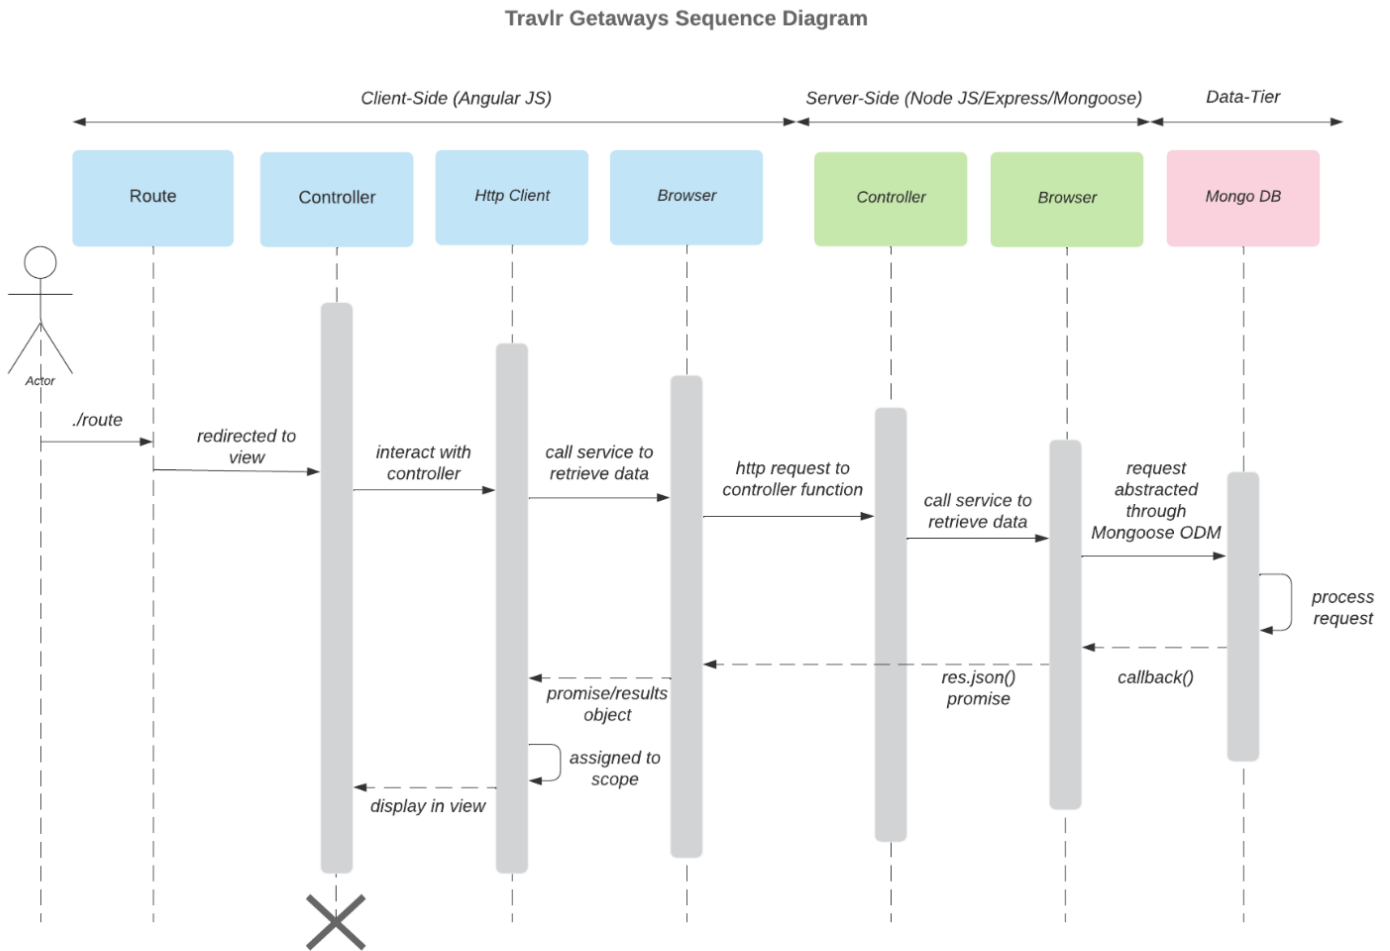 Travlr Getaways Sequence Diagram
Client-Side (Angular JS)
Server-Side (Node JS/Express/Mongoose)
Data-Tier
Route
Controller
Http Client
Browser
Controller
Browser
Mongo DB
Actor
./route
redirected to
view
interact with
controller
call service to
retrieve data
http request to
controller function
call service to
retrieve data
request
abstracted
through
Mongoose ODM
process
request
callback()
res.json()
promise
promise/results
object
assigned to
scope
display in view